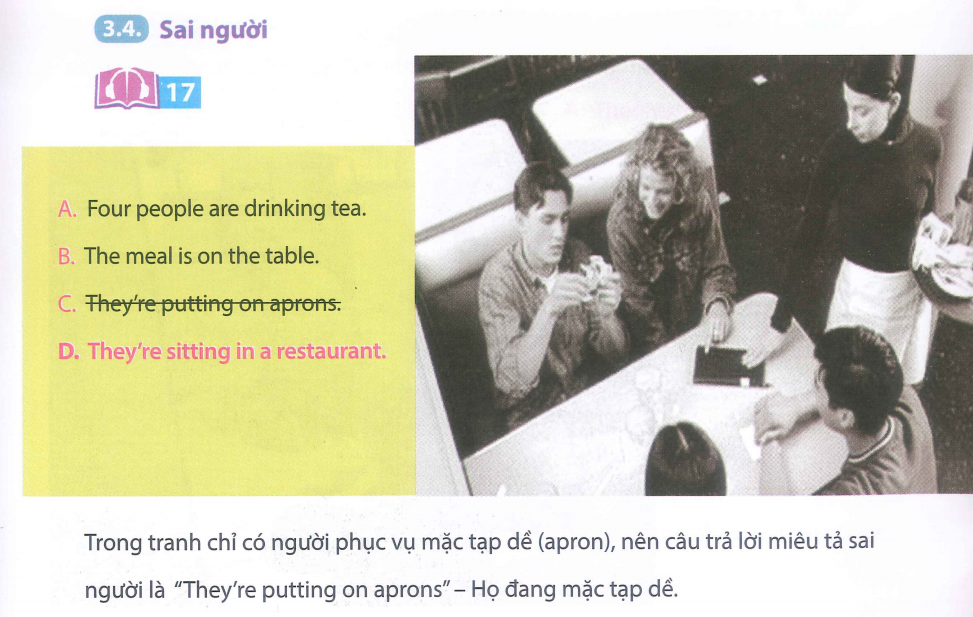 3.4. Sai người
17
A. Four people are drinking tea.
B. The meal is on the table.
C. They're putting on aprons.
D. They're sitting in a restaurant.
Trong tranh chỉ có người phục vụ mặc tạp dề (apron), nên câu trả lời miêu tả sai
người là "They're putting on aprons" – Họ đang mặc tạp dề.